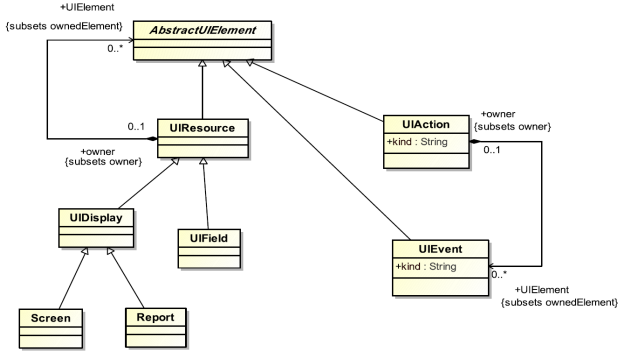 +UIElement
{subsets ownedElement}
0..*
AbstractUIElement
0..1
+owner
{subsets owner}
UIResource
UIAction
+kind : String
+owner
{subsets owner}
0..1
UIDisplay
UIField
UIEvent
+kind : String
0..*
+UIElement
{subsets ownedElement}
Screen
Report